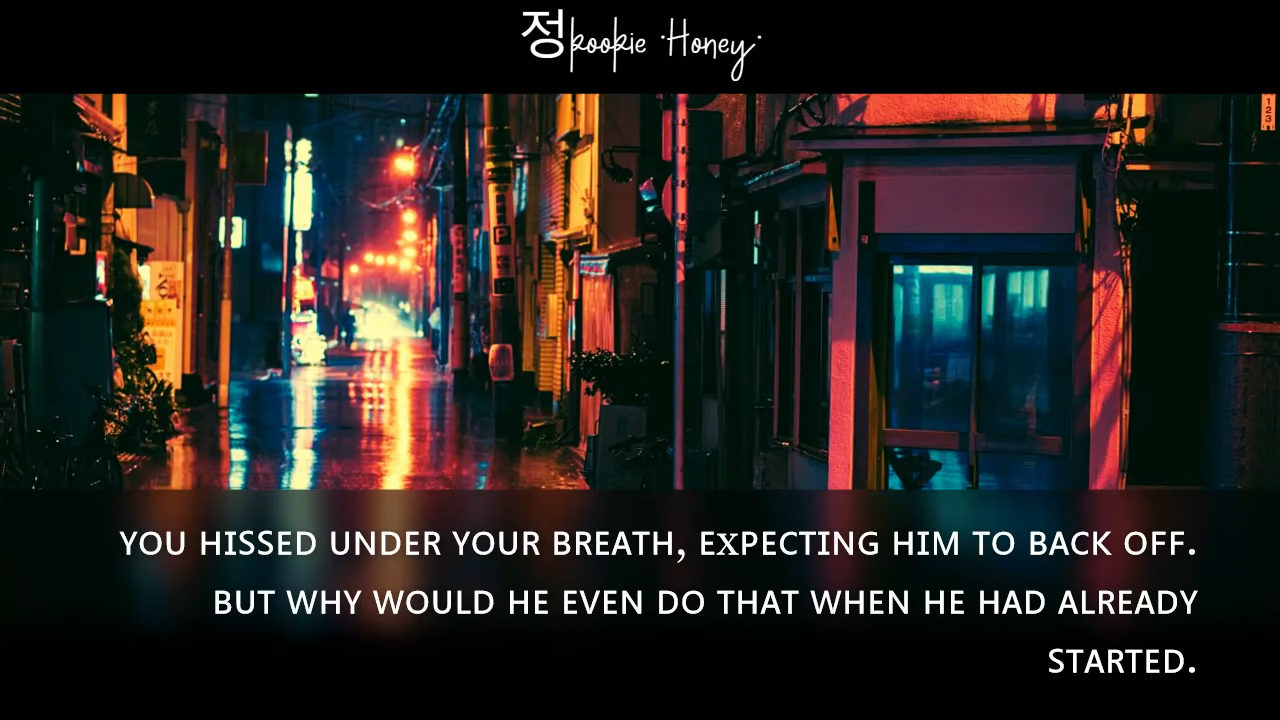 정kookie Honey
123
P
YOU HISSED UNDER YOUR BREATH, EXPECTING HIM TO BACK OFF.
BUT WHY WOULD HE EVEN DO THAT WHEN HE HAD ALREADY
STARTED.